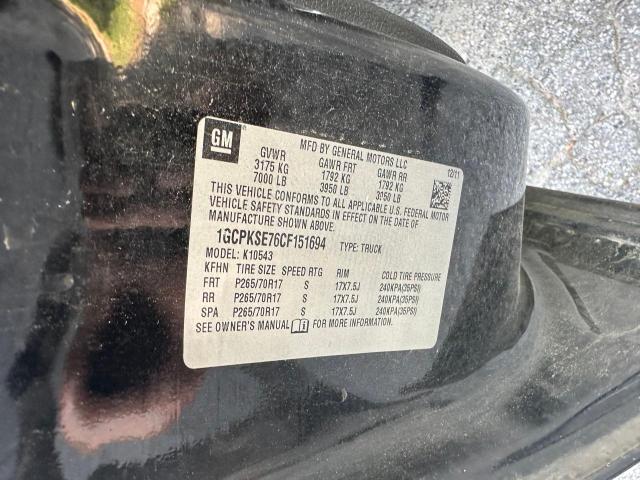 GM
MFD BY GENERAL MOTORS LLC
GVWR GAWR FRT GAWR RR 12/11
3175 KG 1792 KG 1792 KG
7000 LB 3950 LB 3950 LB
THIS VEHICLE CONFORMS TO ALL APPLICABLE U.S. FEDERAL MOTOR
VEHICLE SAFETY STANDARDS IN EFFECT ON THE DATE OF
MANUFACTURE SHOWN ABOVE.
1GCPKSE76CF151694 TYPE: TRUCK
MODEL: K10543
KFHN TIRE SIZE SPEED RTG RIM COLD TIRE PRESSURE
FRT P265/70R17 S 17X7.5J 240KPA(35PSI)
RR P265/70R17 S 17X7.5J 240KPA(35PSI)
SPA P265/70R17 S 17X7.5J 240KPA(35PSI)
SEE OWNER'S MANUAL FOR MORE INFORMATION.